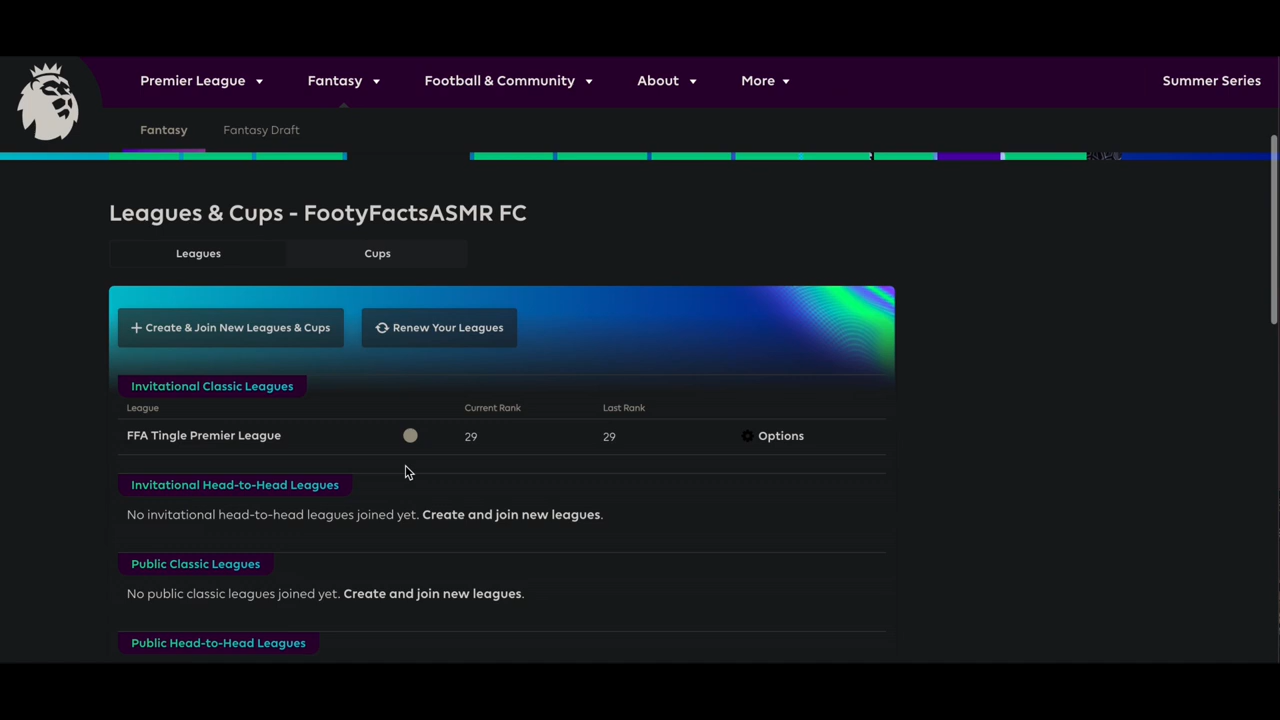 Premier League
Fantasy
Football & Community
About
More
Summer Series
Fantasy
Fantasy Draft
Leagues & Cups - FootyFactsASMR FC
Leagues
Cups
Create & Join New Leagues & Cups
Renew Your Leagues
Invitational Classic Leagues
League
Current Rank
Last Rank
FFA Tingle Premier League
29
29
Options
Invitational Head-to-Head Leagues
No invitational head-to-head leagues joined yet. Create and join new leagues.
Public Classic Leagues
No public classic leagues joined yet. Create and join new leagues.
Public Head-to-Head Leagues